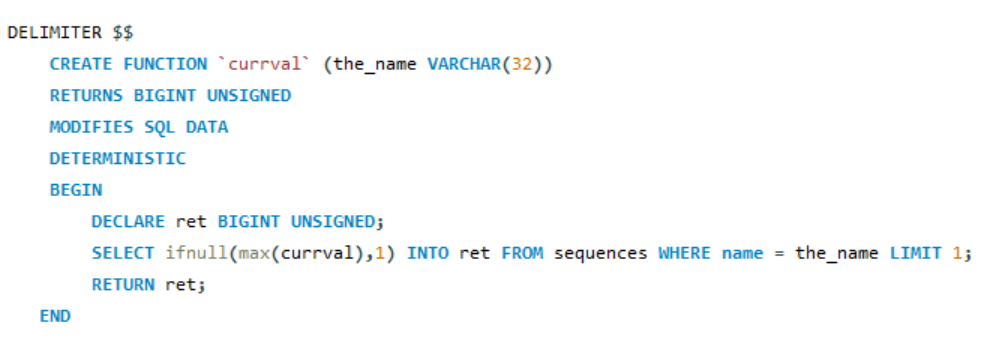 DELIMITER $$
CREATE FUNCTION `currval` (the_name VARCHAR(32))
RETURNS BIGINT UNSIGNED
MODIFIES SQL DATA
DETERMINISTIC
BEGIN
DECLARE ret BIGINT UNSIGNED;
SELECT ifnull(max(currval),1) INTO ret FROM sequences WHERE name = the_name LIMIT 1;
RETURN ret;
END